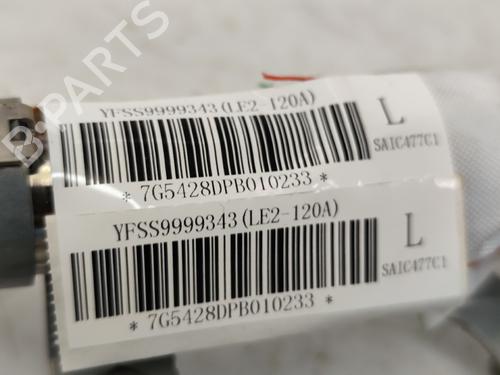 YFSS9999343(LE2-120A)
L
SAIC477C1
* 7G5428DPB010233 *
YFSS9999343(LE2-120A)
L
SAIC477C1
* 7G5428DPB010233 *
B-PARTS